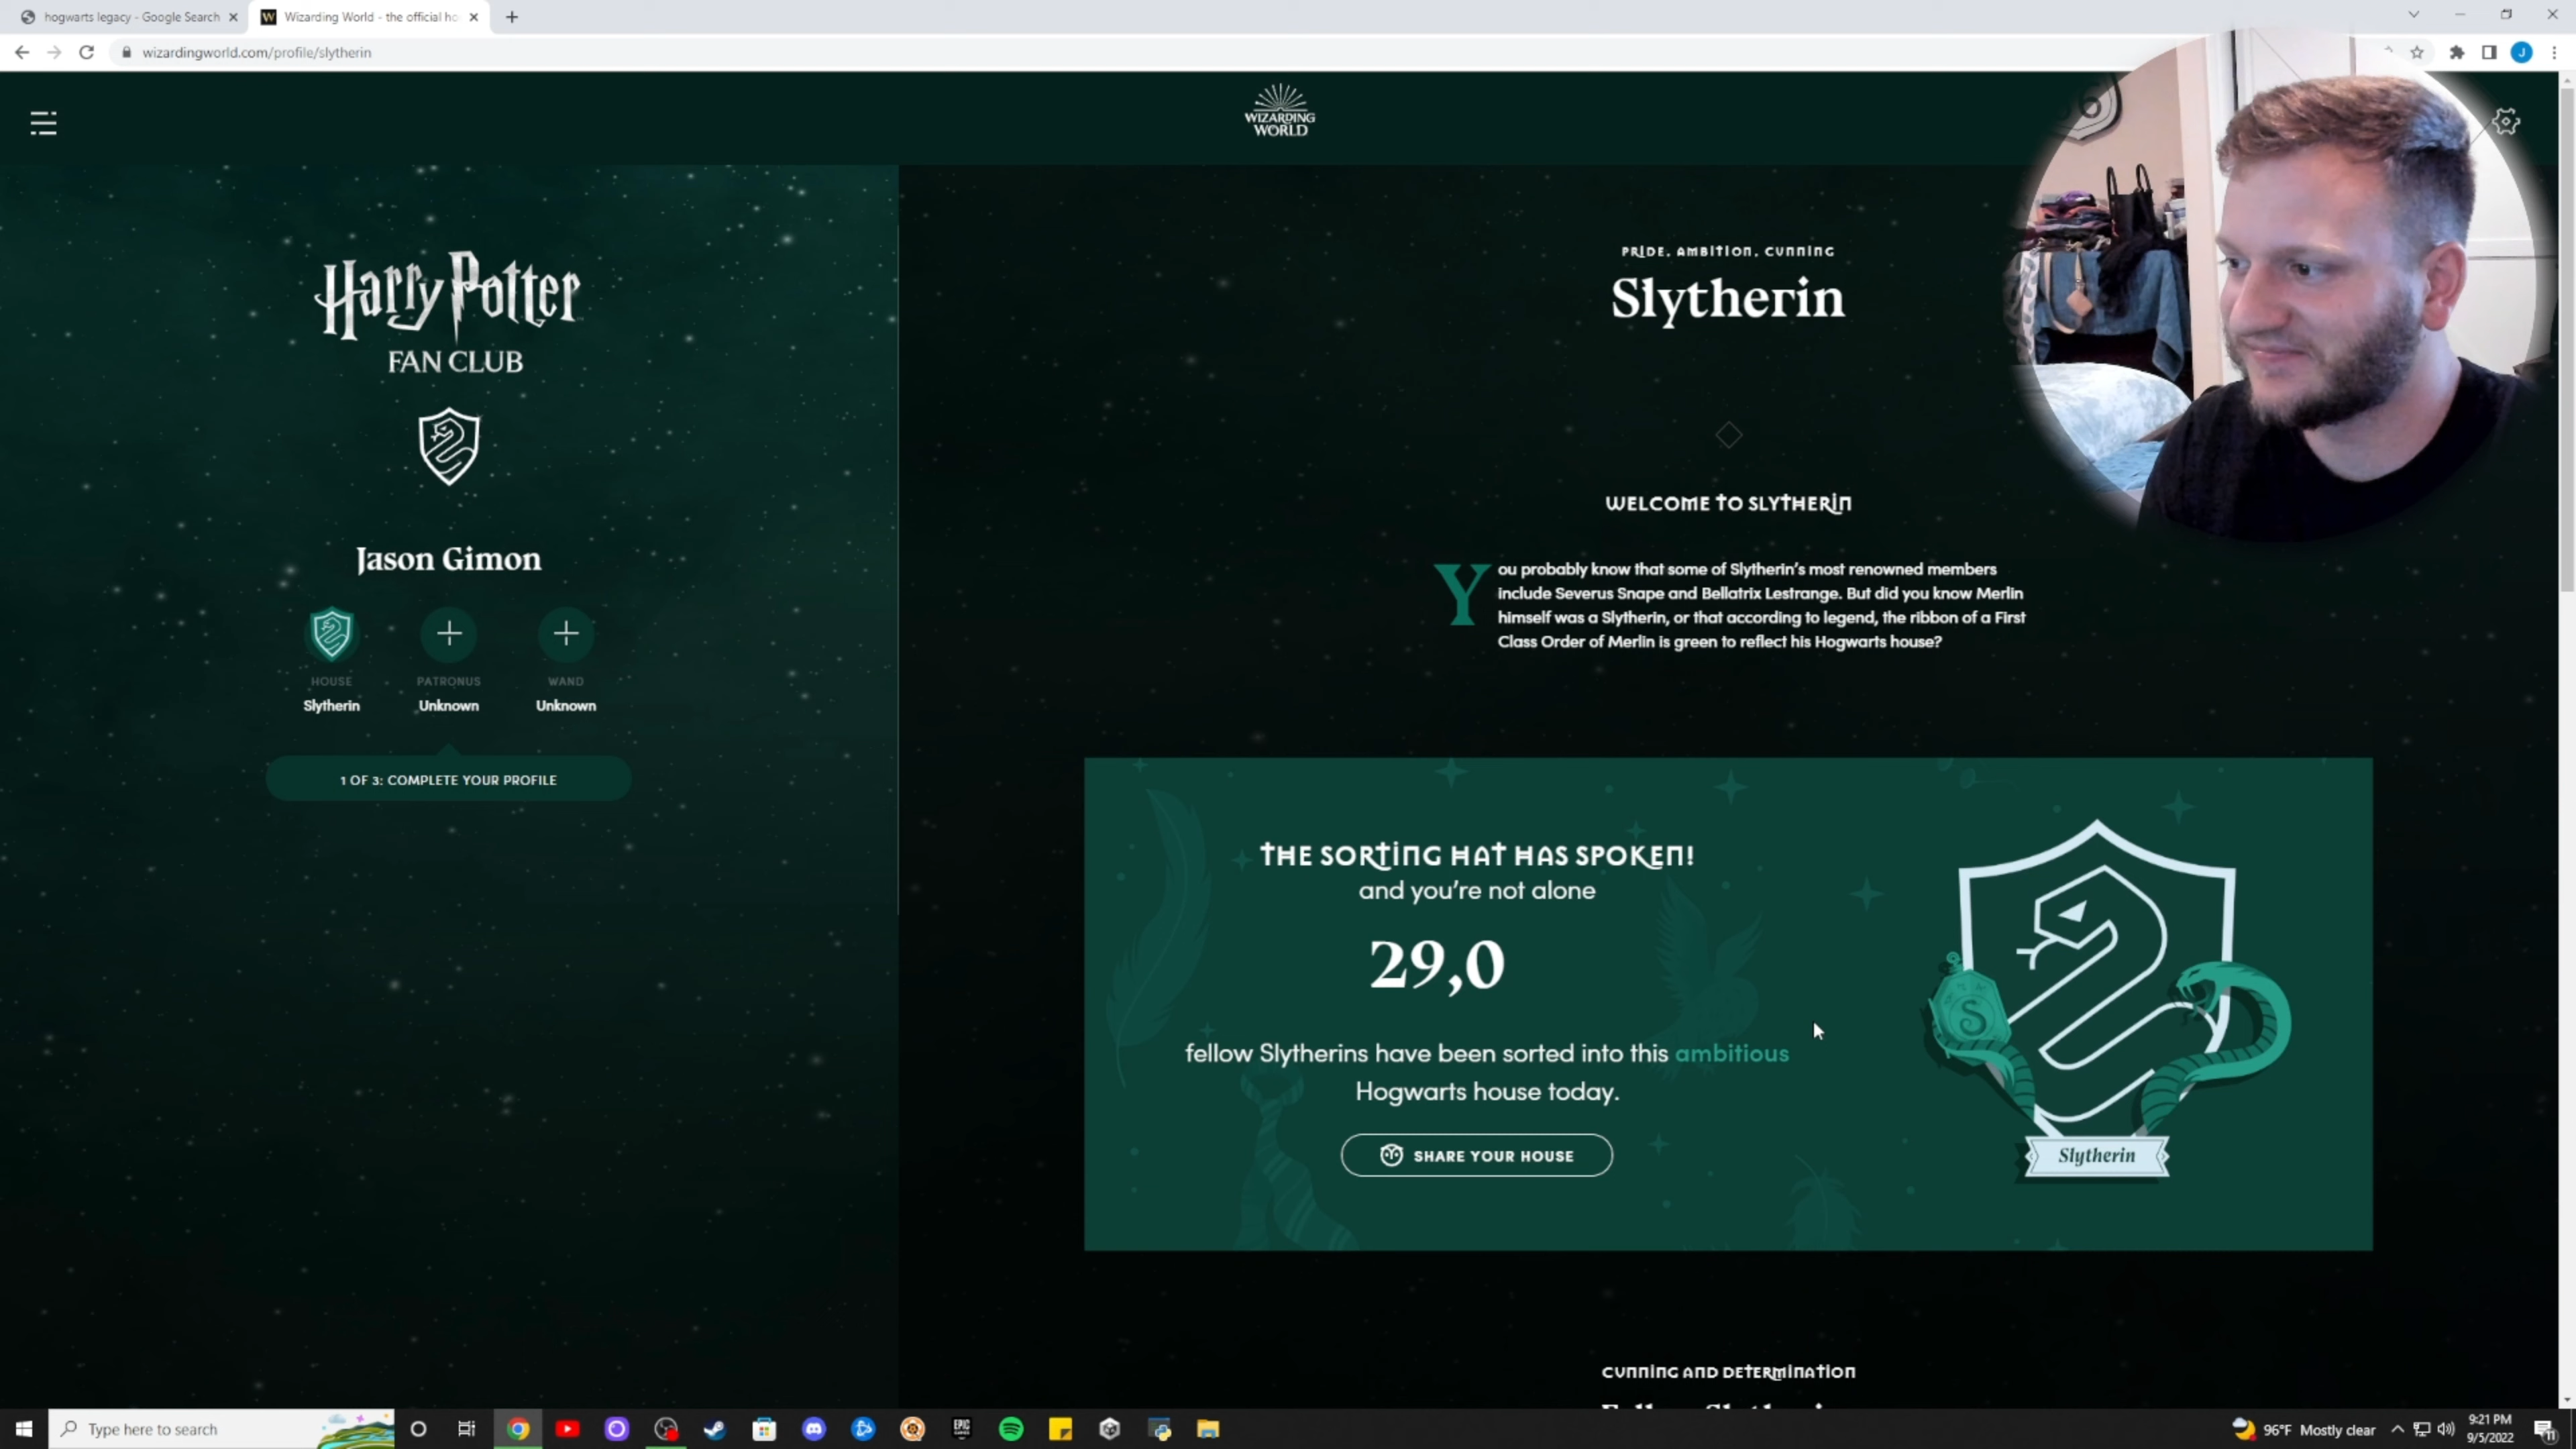 hogwarts legacy - Google Search
Wizarding World - the official ho
wizardingworld.com/profile/slytherin
J
WIZARDING
WORLD
Harry Potter
FAN CLUB
Jason Gimon
HOUSE
PATRONUS
WAND
Slytherin
Unknown
Unknown
1 OF 3: COMPLETE YOUR PROFILE
PRIDE. AMBITION. CUNNING
Slytherin
WELCOME TO SLYTHERIN
You probably know that some of Slytherin's most renowned members
include Severus Snape and Bellatrix Lestrange. But did you know Merlin
himself was a Slytherin, or that according to legend, the ribbon of a First
Class Order of Merlin is green to reflect his Hogwarts house?
THE SORTING HAT HAS SPOKEN!
and you're not alone
29,0
fellow Slytherins have been sorted into this ambitious
Hogwarts house today.
SHARE YOUR HOUSE
S
Slytherin
CUNNING AND DETERMINATION
Type here to search
EPIC
GAMES
96°F Mostly clear
9:21 PM
9/5/2022
11